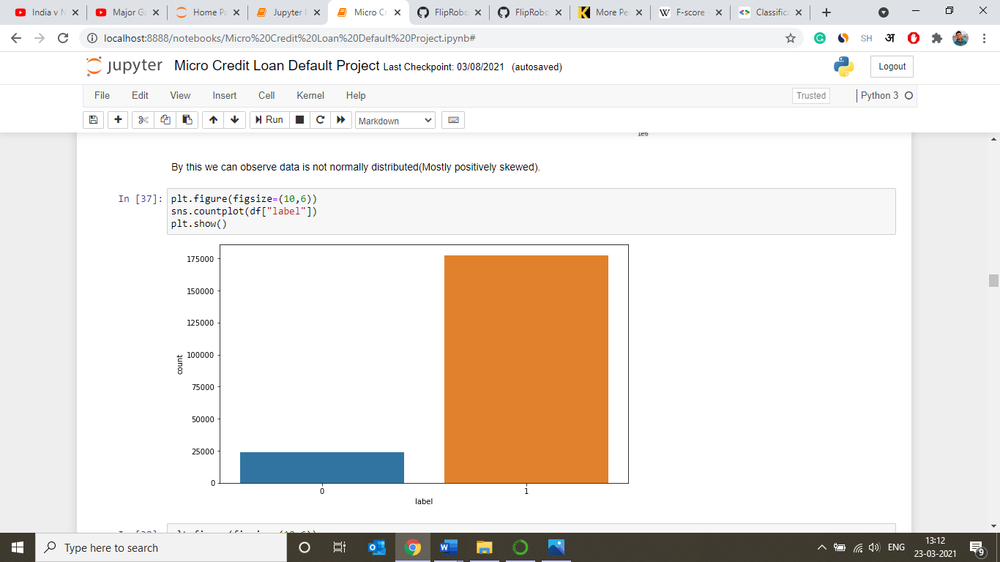 India v N
Major Ga
Home Pa
Jupyter N
Micro Cr
FlipRobo
FlipRobo
More Pe
F-score -
Classifica
localhost:8888/notebooks/Micro%20Credit%20Loan%20Default%20Project.ipynb#
SH
अ
jupyter Micro Credit Loan Default Project Last Checkpoint: 03/08/2021 (autosaved)
Logout
File Edit View Insert Cell Kernel Help
Trusted
Python 3
Run
Markdown
1e6
By this we can observe data is not normally distributed(Mostly positively skewed).
In [37]: plt.figure(figsize=(10,6))
sns.countplot(df["label"])
plt.show()
175000
150000
125000
100000
75000
50000
25000
0
count
0 1
label
Type here to search
ENG
13:12
23-03-2021
9